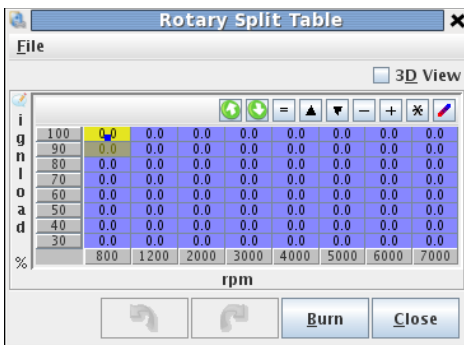 Rotary Split Table
File
3D View
= - + *
ignload
%
100 0.0 0.0 0.0 0.0 0.0 0.0 0.0 0.0
90 0.0 0.0 0.0 0.0 0.0 0.0 0.0 0.0
80 0.0 0.0 0.0 0.0 0.0 0.0 0.0 0.0
70 0.0 0.0 0.0 0.0 0.0 0.0 0.0 0.0
60 0.0 0.0 0.0 0.0 0.0 0.0 0.0 0.0
50 0.0 0.0 0.0 0.0 0.0 0.0 0.0 0.0
40 0.0 0.0 0.0 0.0 0.0 0.0 0.0 0.0
30 0.0 0.0 0.0 0.0 0.0 0.0 0.0 0.0
800 1200 2000 3000 4000 5000 6000 7000
rpm
Burn Close